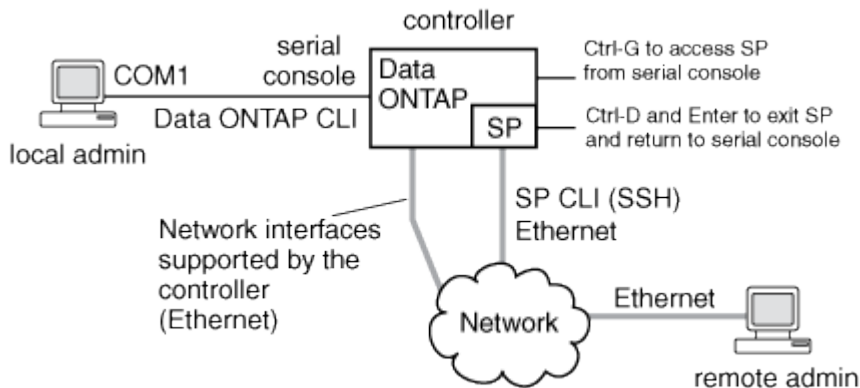 controller
serial
console
COM1
Data ONTAP CLI
local admin
Data
ONTAP
SP
Ctrl-G to access SP
from serial console
Ctrl-D and Enter to exit SP
and return to serial console
Network interfaces
supported by the
controller
(Ethernet)
SP CLI (SSH)
Ethernet
Network
Ethernet
remote admin